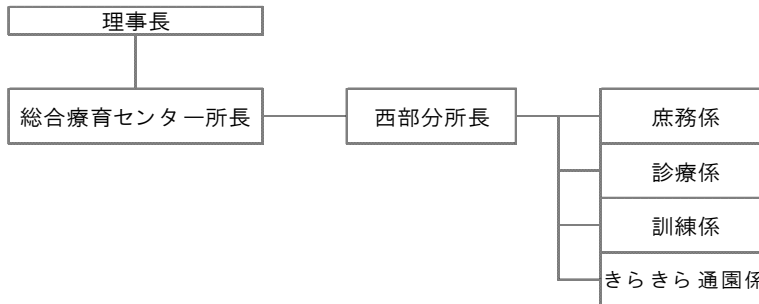 理事長
総合療育センター所長
西部分所長
庶務係
診療係
訓練係
きらきら通園係